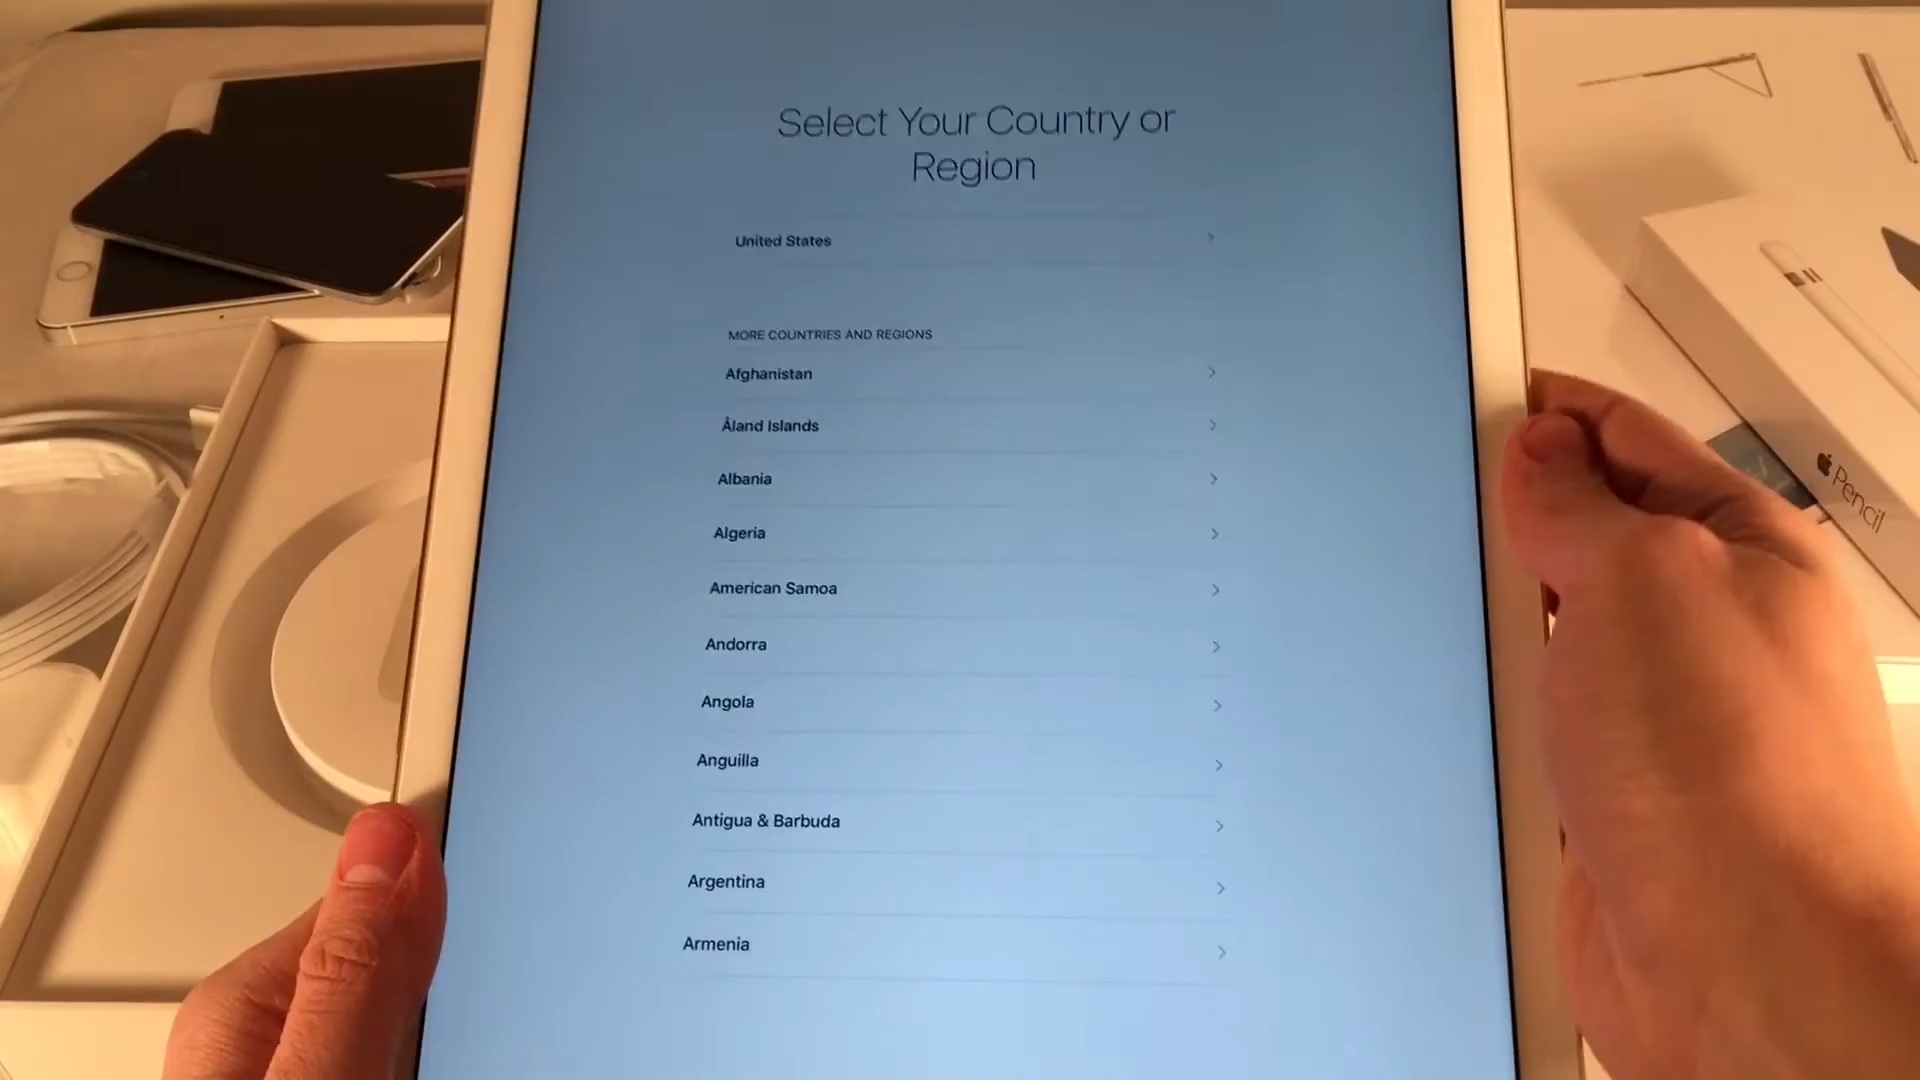 Select Your Country or
Region
United States
MORE COUNTRIES AND REGIONS
Afghanistan
Åland Islands
Albania
Algeria
American Samoa
Andorra
Angola
Anguilla
Antigua & Barbuda
Argentina
Armenia
Pencil